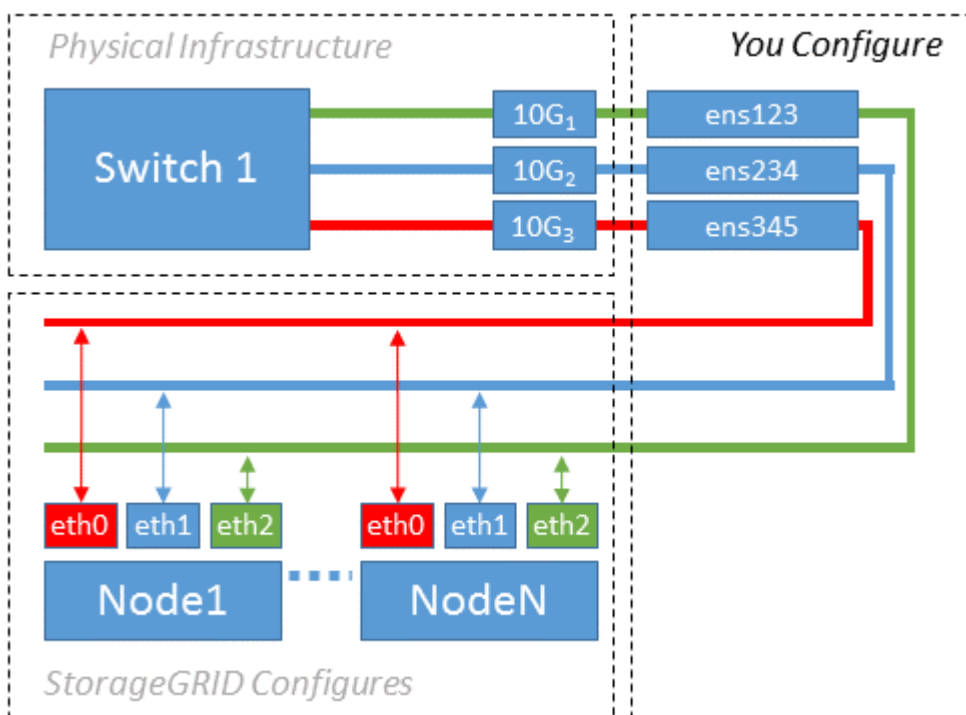 Physical Infrastructure
You Configure
Switch 1
10G₁
ens123
10G₂
ens234
10G₃
ens345
eth0 eth1 eth2 eth0 eth1 eth2
Node1 NodeN
StorageGRID Configures